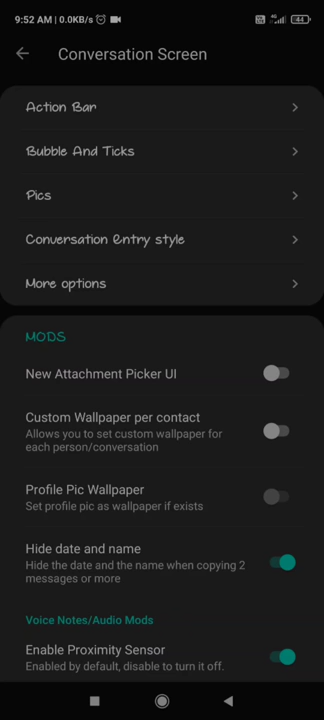 9:52 AM | 0.0KB/s
4G
44
Conversation Screen
Action Bar
Bubble And Ticks
Pics
Conversation Entry style
More options
MODS
New Attachment Picker UI
Custom Wallpaper per contact
Allows you to set custom wallpaper for
each person/conversation
Profile Pic Wallpaper
Set profile pic as wallpaper if exists
Hide date and name
Hide the date and the name when copying 2
messages or more
Voice Notes/Audio Mods
Enable Proximity Sensor
Enabled by default, disable to turn it off.